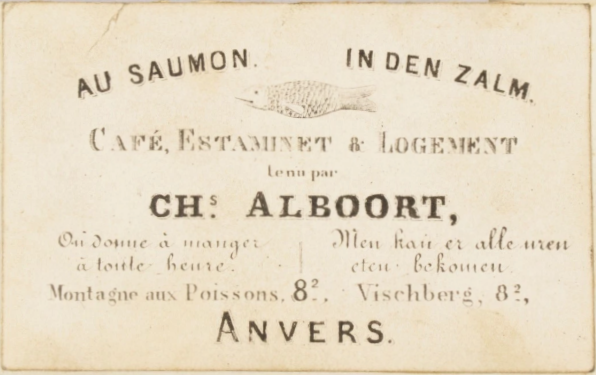 AU SAUMON. IN DEN ZALM.
CAFÉ, ESTAMINET & LOGEMENT
tenu par
CHˢ. ALBOORT,
On donne à manger
à toute heure.
Men kan er alle uren
eten bekomen
Montagne aux Poissons, 8². Vischberg, 8²,
ANVERS.